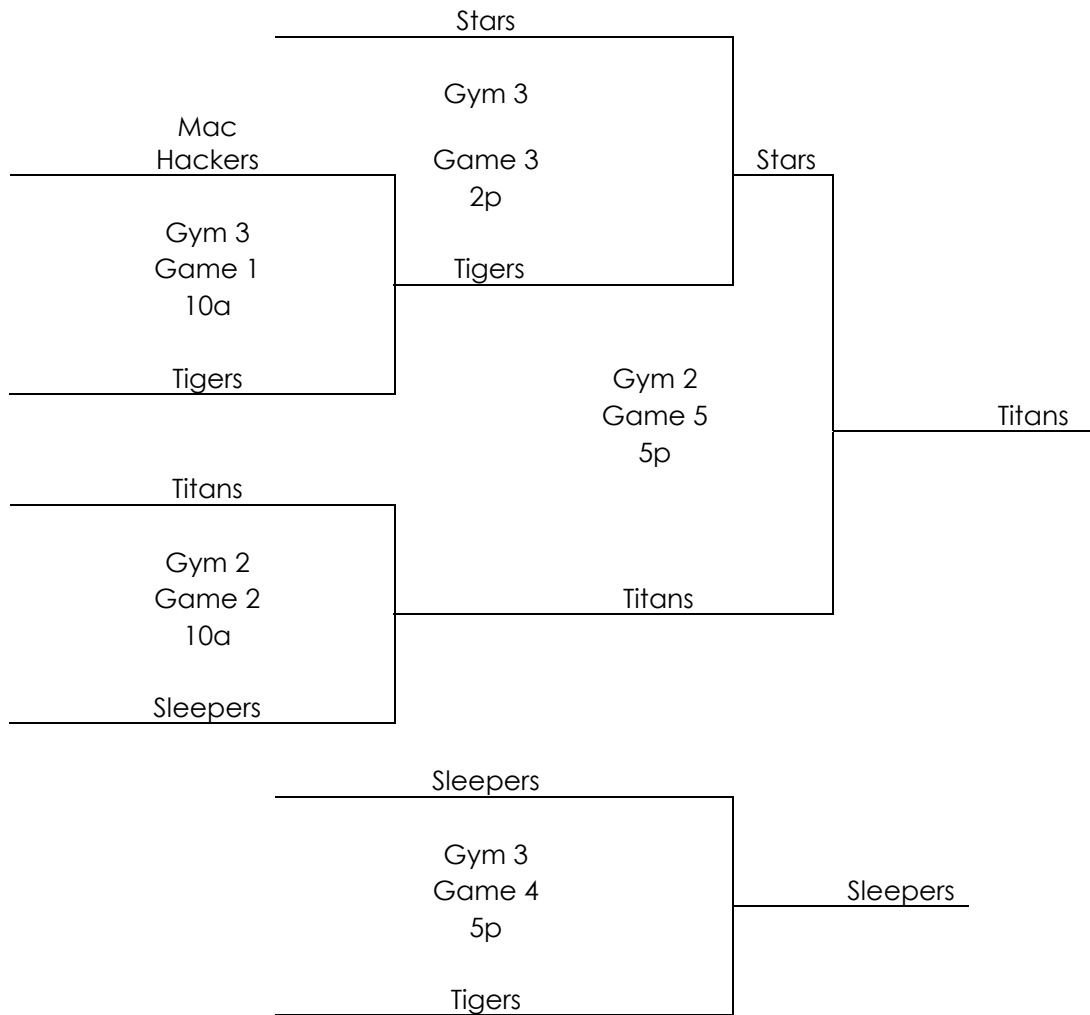 Stars
Gym 3
Mac
Hackers
Game 3
Stars
2p
Gym 3
Game 1
Tigers
10a
Tigers
Gym 2
Game 5
Titans
5p
Titans
Gym 2
Game 2
Titans
10a
Sleepers
Sleepers
Gym 3
Game 4
Sleepers
5p
Tigers